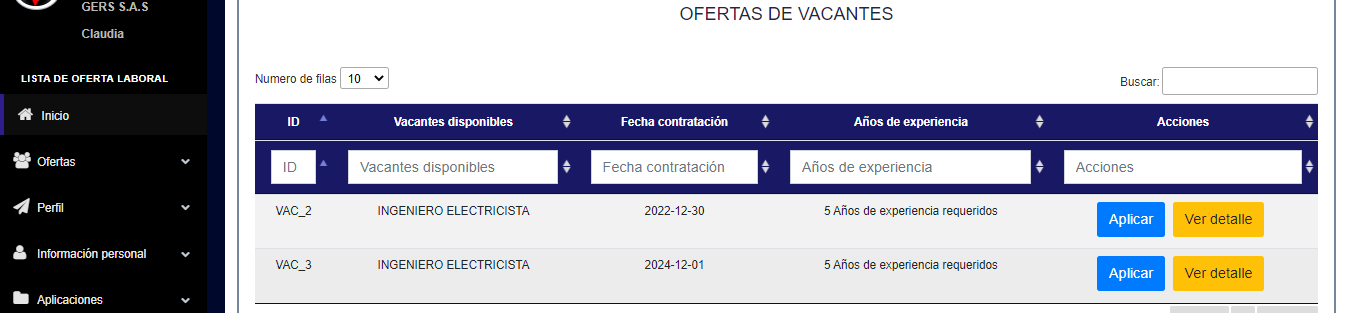 GERS S.A.S
Claudia
LISTA DE OFERTA LABORAL
Inicio
Ofertas
Perfil
Información personal
Aplicaciones
OFERTAS DE VACANTES
Numero de filas 10
Buscar:
ID Vacantes disponibles Fecha contratación Años de experiencia Acciones
ID Vacantes disponibles Fecha contratación Años de experiencia Acciones
VAC_2 INGENIERO ELECTRICISTA 2022-12-30 5 Años de experiencia requeridos Aplicar Ver detalle
VAC_3 INGENIERO ELECTRICISTA 2024-12-01 5 Años de experiencia requeridos Aplicar Ver detalle